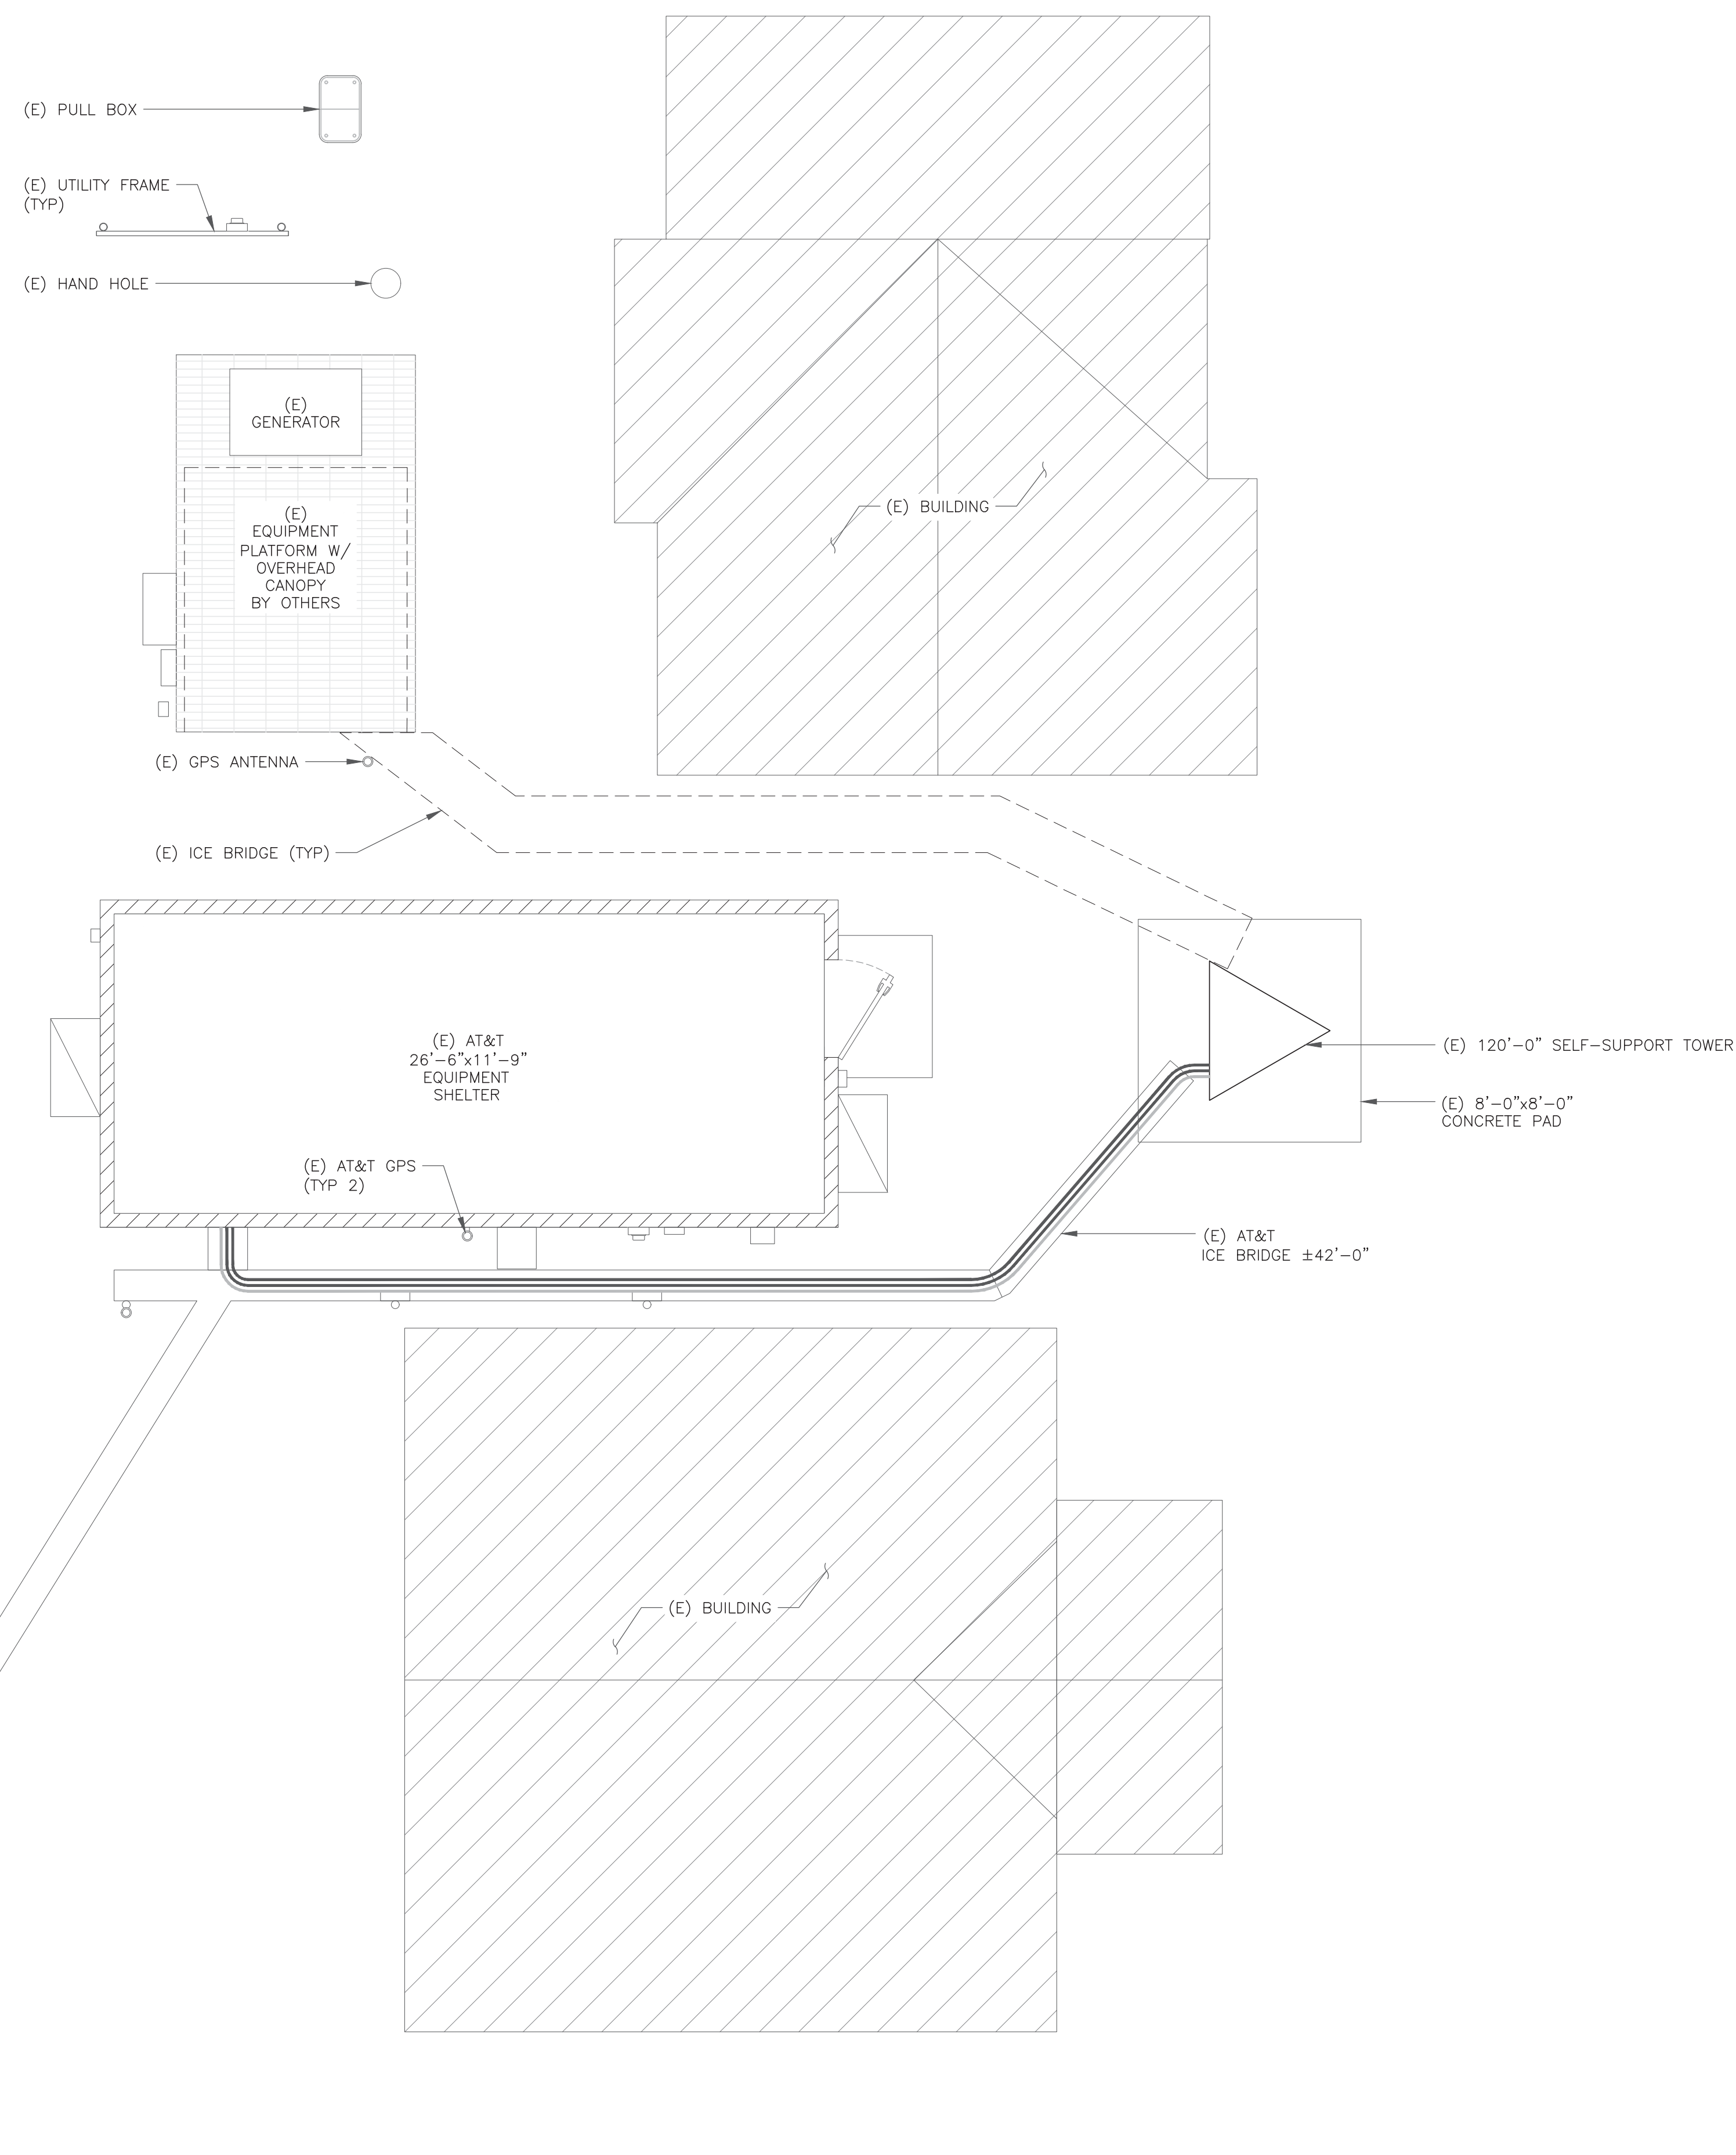 (E) PULL BOX
(E) UTILITY FRAME
(TYP)
(E) HAND HOLE
(E)
GENERATOR
(E)
EQUIPMENT
PLATFORM W/
OVERHEAD
CANOPY
BY OTHERS
(E) BUILDING
(E) GPS ANTENNA
(E) ICE BRIDGE (TYP)
(E) AT&T
26'-6"x11'-9"
EQUIPMENT
SHELTER
(E) 120'-0" SELF-SUPPORT TOWER
(E) 8'-0"x8'-0"
CONCRETE PAD
(E) AT&T GPS
(TYP 2)
(E) AT&T
ICE BRIDGE ±42'-0"
(E) BUILDING